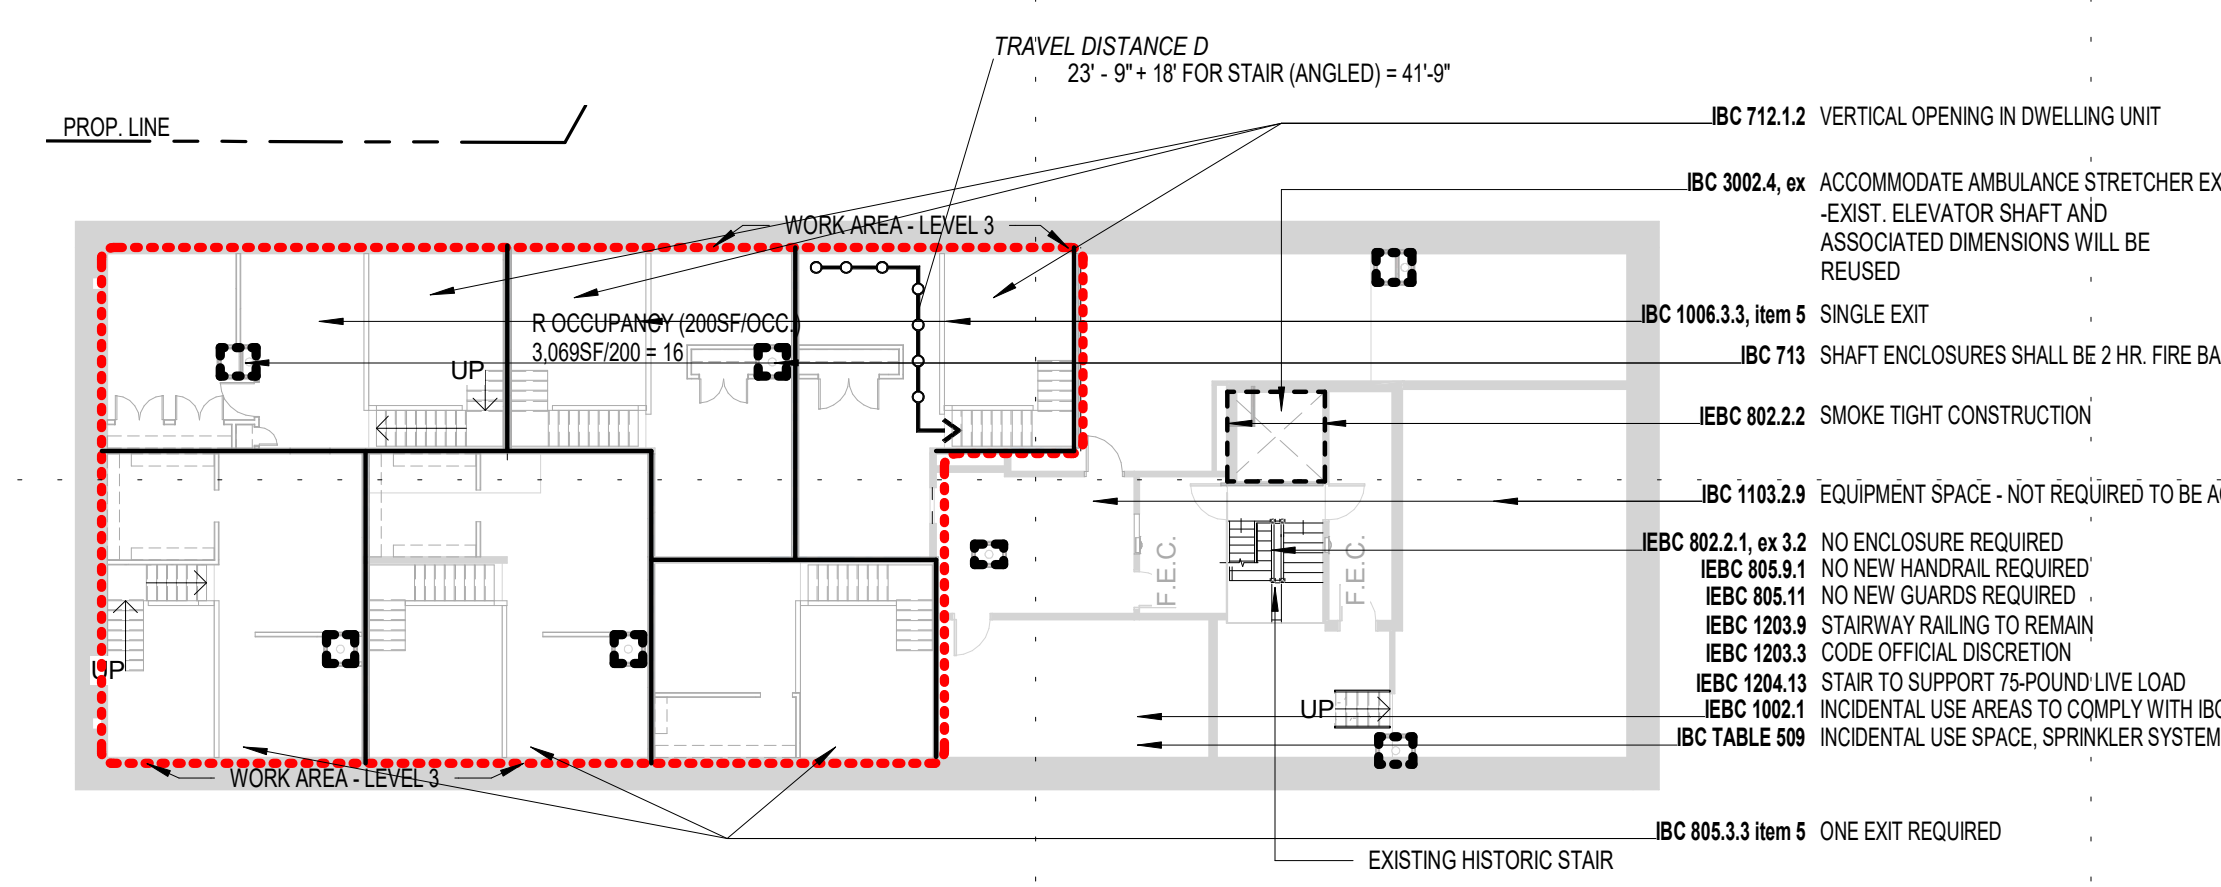 TRAVEL DISTANCE D
23' - 9" + 18' FOR STAIR (ANGLED) = 41'-9"
PROP. LINE
IBC 712.1.2 VERTICAL OPENING IN DWELLING UNIT
IBC 3002.4, ex ACCOMMODATE AMBULANCE STRETCHER EX
-EXIST. ELEVATOR SHAFT AND
ASSOCIATED DIMENSIONS WILL BE
REUSED
WORK AREA - LEVEL 3
IBC 1006.3.3, item 5 SINGLE EXIT
R OCCUPANCY (200SF/OCC.)
3,069SF/200 = 16
IBC 713 SHAFT ENCLOSURES SHALL BE 2 HR. FIRE BA
UP
IEBC 802.2.2 SMOKE TIGHT CONSTRUCTION
IBC 1103.2.9 EQUIPMENT SPACE - NOT REQUIRED TO BE A
IEBC 802.2.1, ex 3.2 NO ENCLOSURE REQUIRED
IEBC 805.9.1 NO NEW HANDRAIL REQUIRED
F.E.C.
F.E.C.
IEBC 805.11 NO NEW GUARDS REQUIRED
IEBC 1203.9 STAIRWAY RAILING TO REMAIN
IEBC 1203.3 CODE OFFICIAL DISCRETION
UP
IEBC 1204.13 STAIR TO SUPPORT 75-POUND LIVE LOAD
UP
IEBC 1002.1 INCIDENTAL USE AREAS TO COMPLY WITH IBC
IBC TABLE 509 INCIDENTAL USE SPACE, SPRINKLER SYSTEM
WORK AREA - LEVEL 3
IBC 805.3.3 item 5 ONE EXIT REQUIRED
EXISTING HISTORIC STAIR